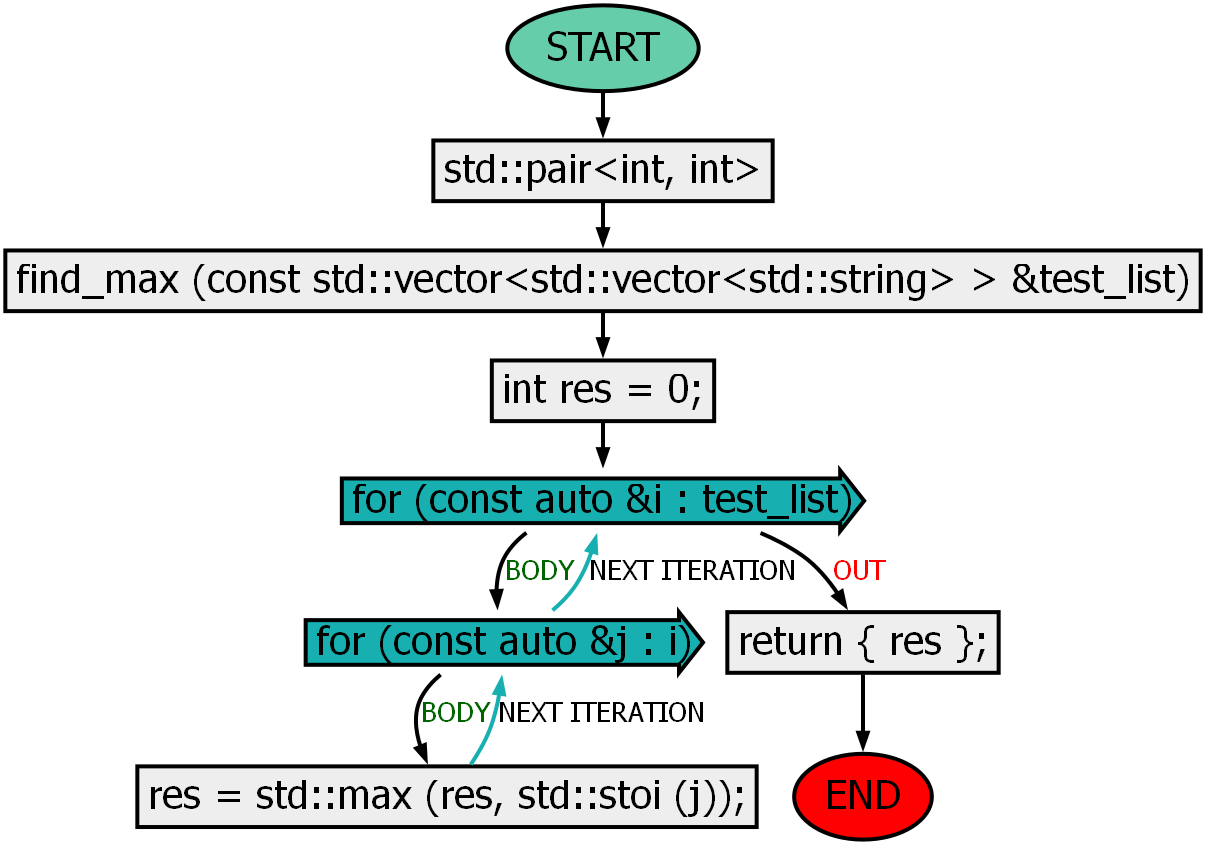 START
std::pair<int, int>
find_max (const std::vector<std::vector<std::string> > &test_list)
int res = 0;
for (const auto &i : test_list)
BODY
NEXT ITERATION
OUT
for (const auto &j : i)
return { res };
BODY
NEXT ITERATION
res = std::max (res, std::stoi (j));
END